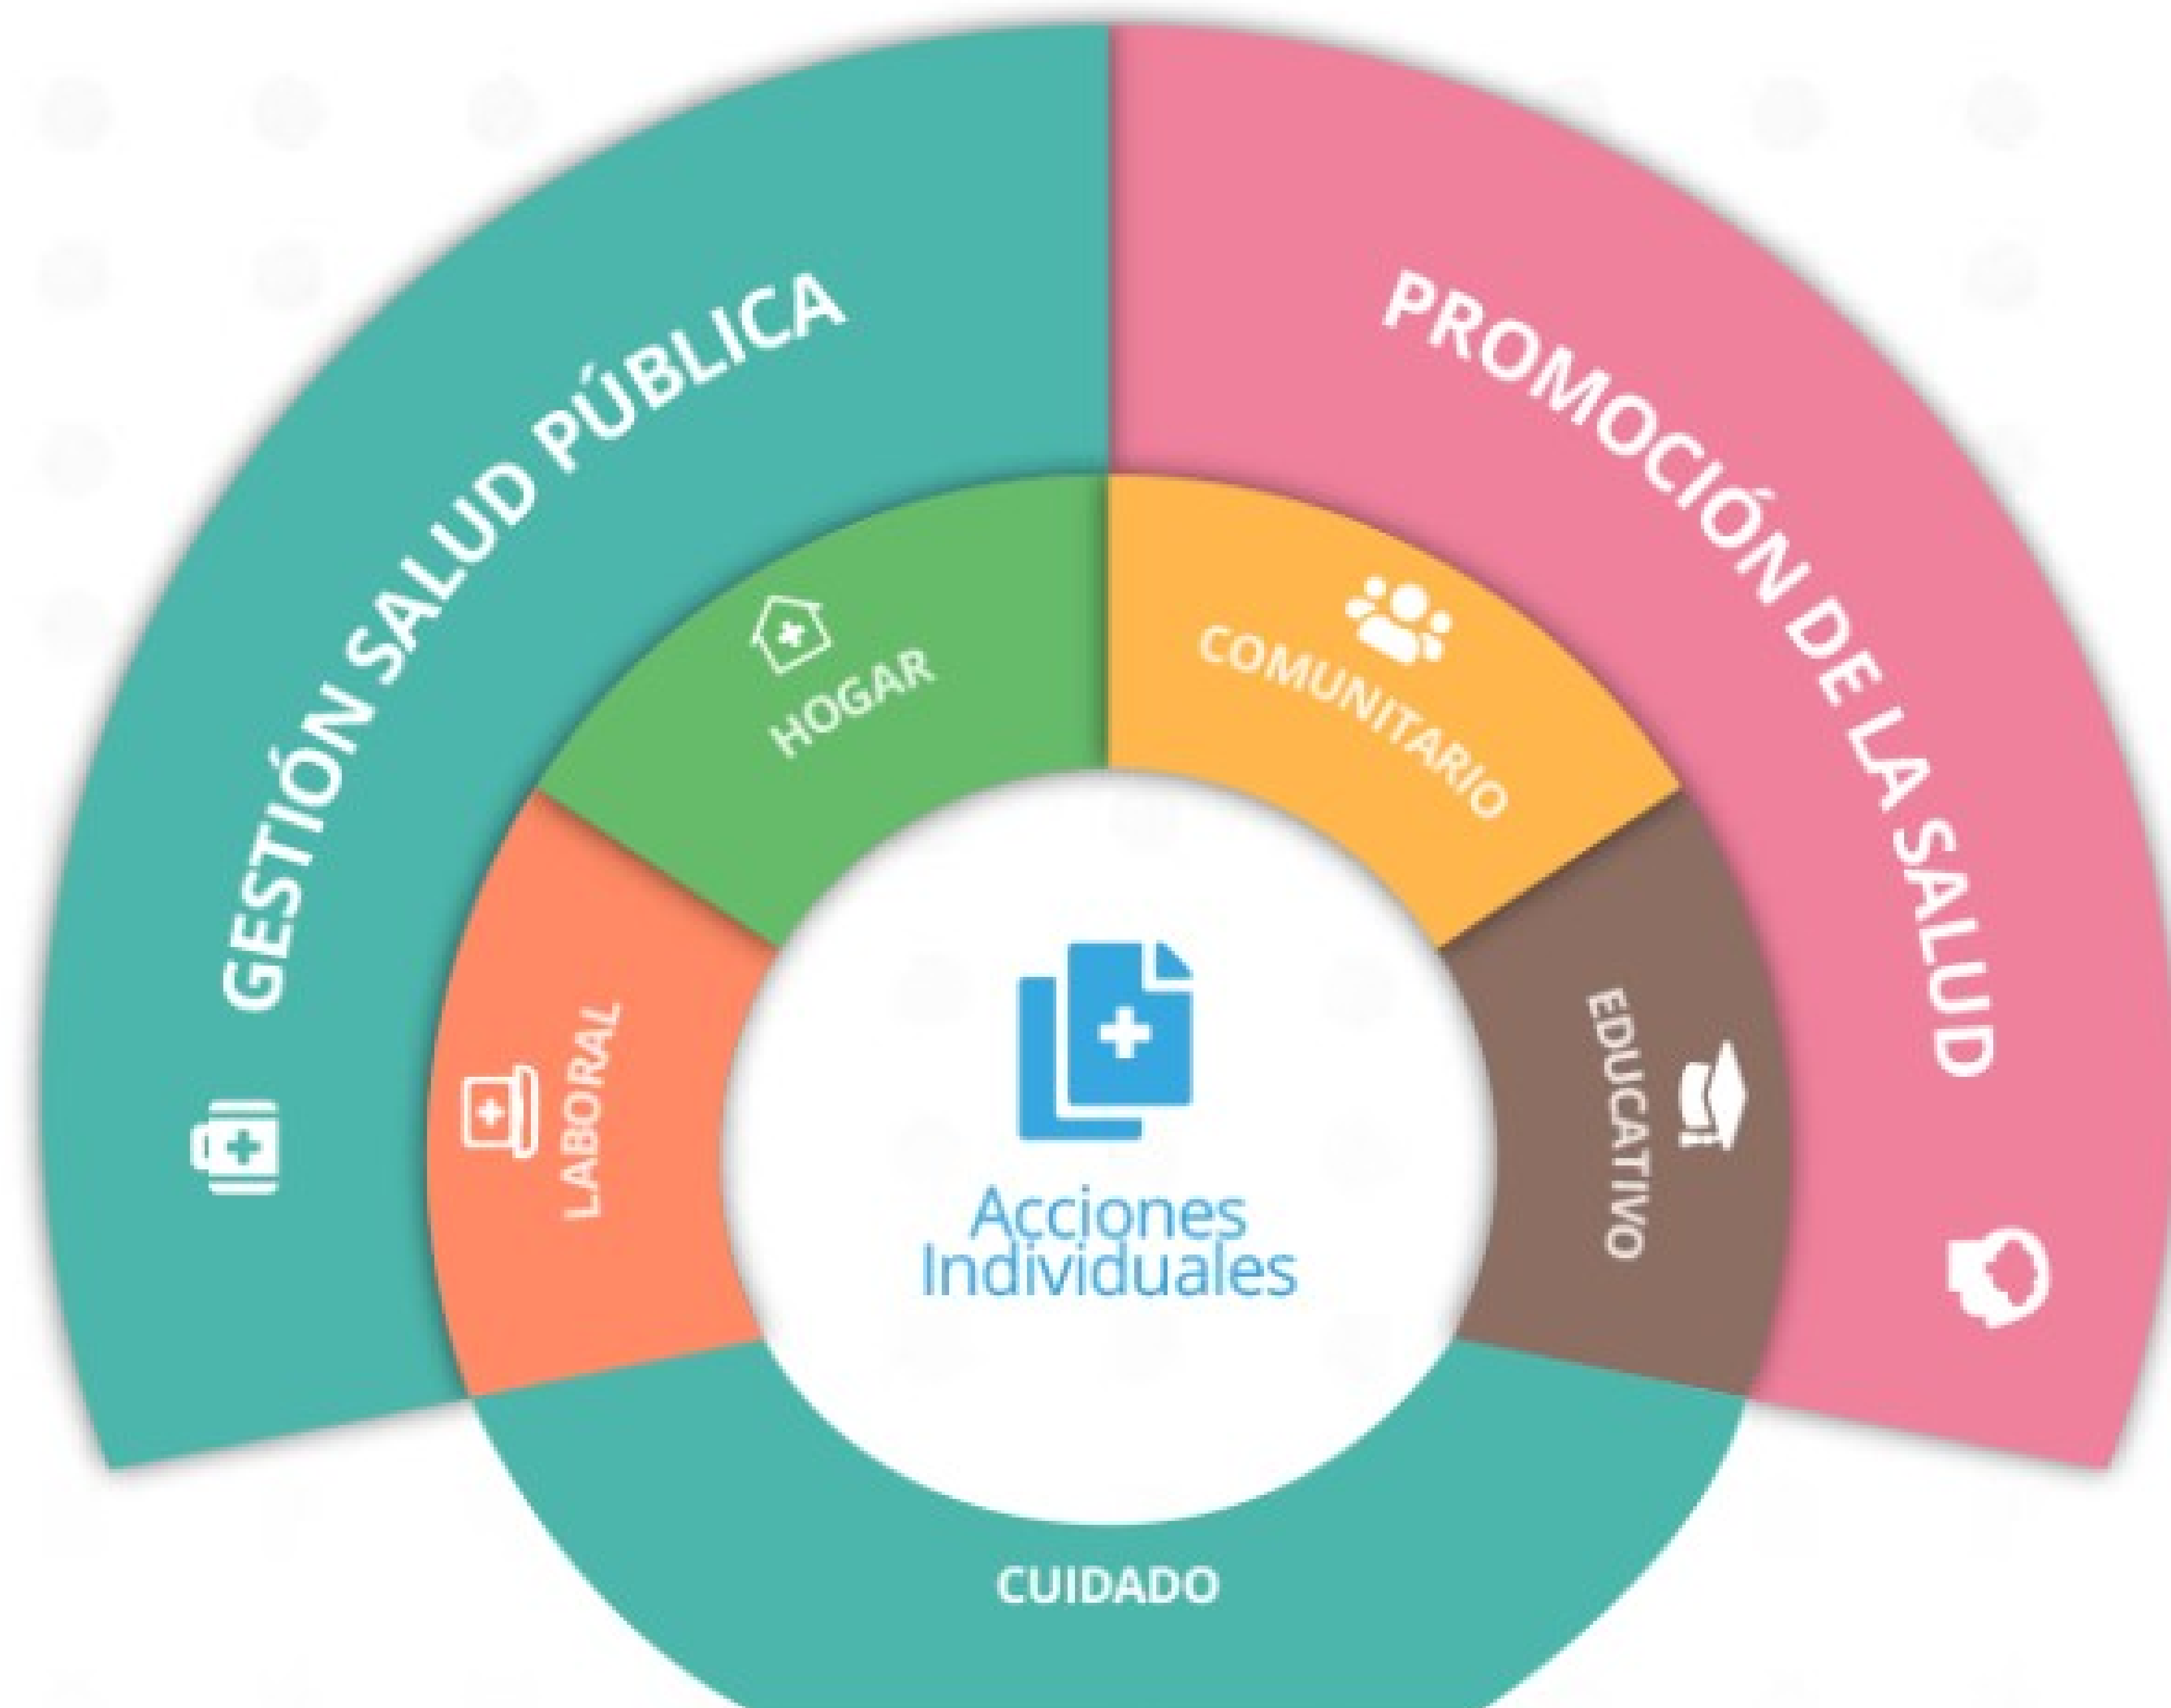 GESTIÓN SALUD PÚBLICA
PROMOCIÓN DE LA SALUD
HOGAR
COMUNITARIO
LABORAL
EDUCATIVO
Acciones
Individuales
CUIDADO